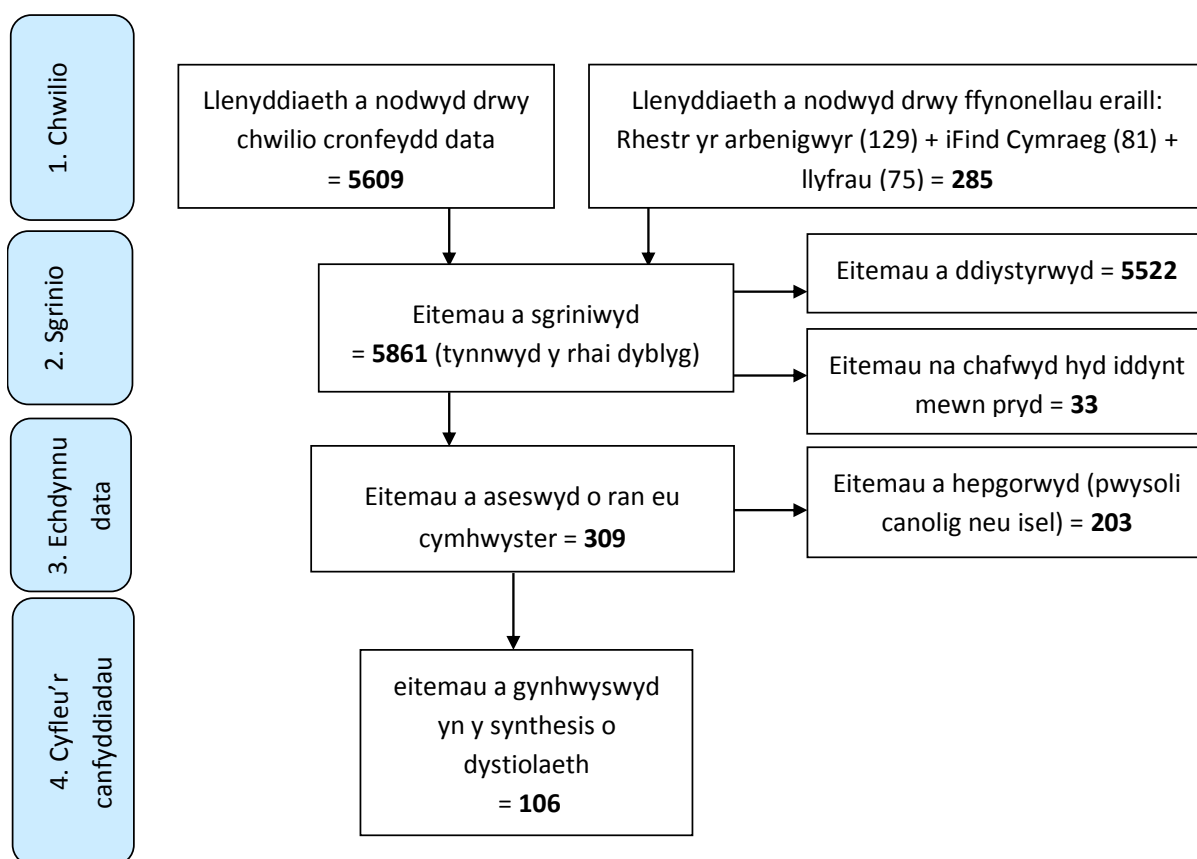 1. Chwilio
Llenyddiaeth a nodwyd drwy
chwilio cronfeydd data
= 5609
Llenyddiaeth a nodwyd drwy ffynonellau eraill:
Rhestr yr arbenigwyr (129) + iFind Cymraeg (81) +
llyfrau (75) = 285
2. Sgrinio
Eitemau a sgriniwyd
= 5861 (tynnwyd y rhai dyblyg)
Eitemau a ddiystyrwyd = 5522
Eitemau na chafwyd hyd iddynt
mewn pryd = 33
3. Echdynnu
data
Eitemau a aseswyd o ran eu
cymhwyster = 309
Eitemau a hepgorwyd (pwysoli
canolig neu isel) = 203
4. Cyfleu’r
canfyddiadau
eitemau a gynhwyswyd
yn y synthesis o
dystiolaeth
= 106